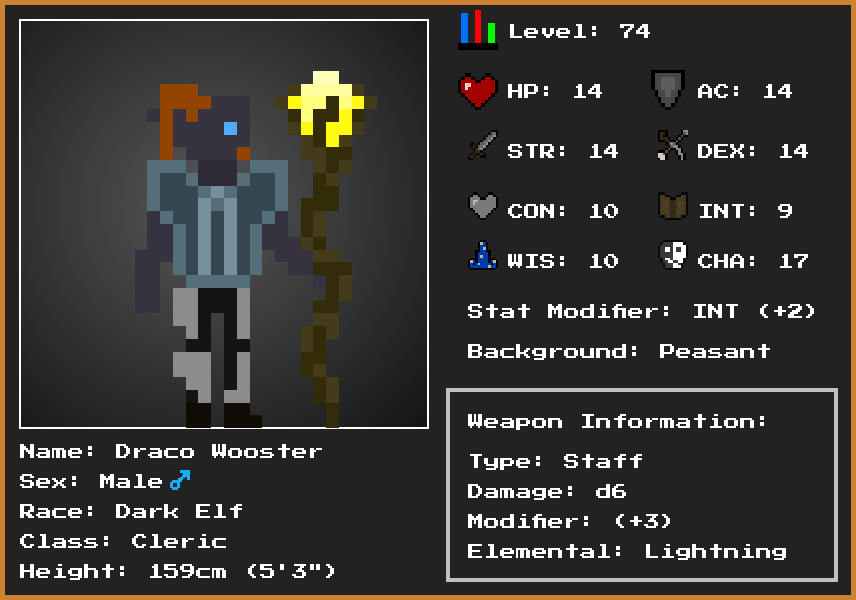 Level: 74
HP: 14 AC: 14
STR: 14 DEX: 14
CON: 10 INT: 9
WIS: 10 CHA: 17
Stat Modifier: INT (+2)
Background: Peasant
Weapon Information:
Type: Staff
Damage: d6
Modifier: (+3)
Elemental: Lightning
Name: Draco Wooster
Sex: Male ♂
Race: Dark Elf
Class: Cleric
Height: 159cm (5'3")